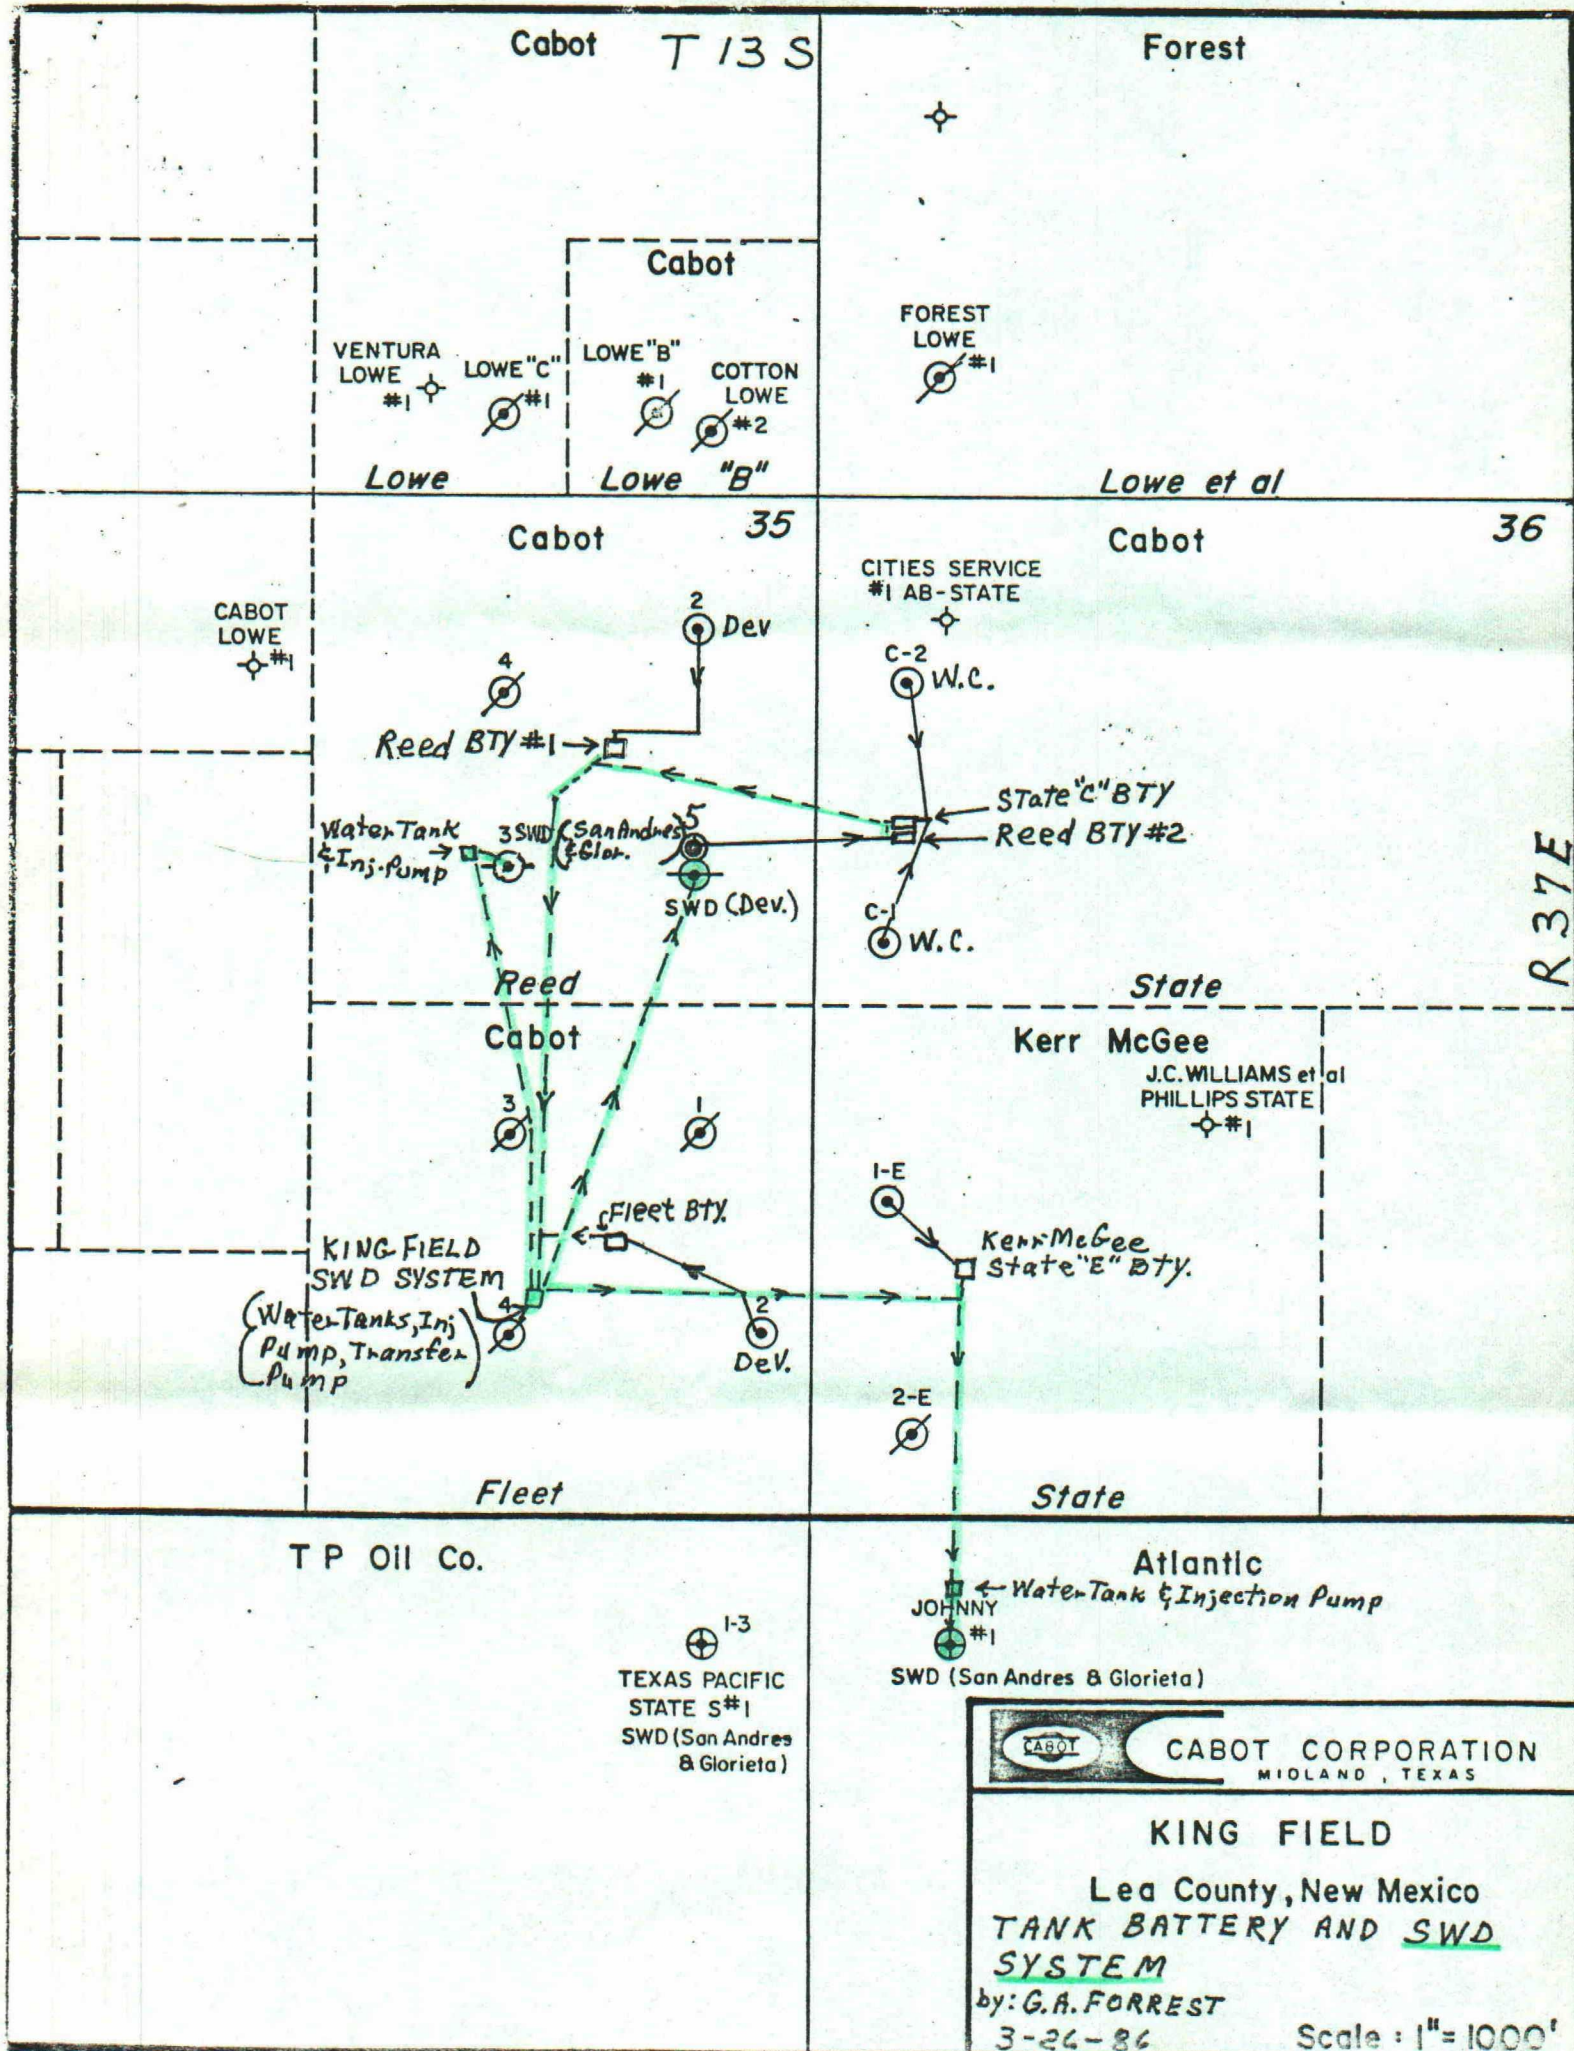 Cabot T 13 S
Forest
Cabot
VENTURA
LOWE
#1
LOWE "C"
#1
LOWE "B"
#1
COTTON
LOWE
#2
FOREST
LOWE
#1
Lowe
Lowe "B"
Lowe et al
Cabot
35
Cabot
36
CABOT
LOWE
#1
2
Dev
4
Reed BTY #1
CITIES SERVICE
#1 AB-STATE
C-2
W.C.
State "C" BTY
Reed BTY #2
Water Tank
& Inj. Pump
3 SWD (San Andres
& Glor.)
5
SWD (Dev.)
C-1
W.C.
R 37 E
Reed
State
Cabot
Kerr McGee
J.C. WILLIAMS et al
PHILLIPS STATE
#1
3
1
1-E
Fleet BTY.
KING FIELD
SWD SYSTEM
(Water Tanks, Inj
Pump, Transfer
Pump)
4
2
Dev.
Kerr McGee
State "E" BTY.
2-E
Fleet
State
T P Oil Co.
Atlantic
Water Tank & Injection Pump
JOHNNY
#1
SWD (San Andres & Glorieta)
1-3
TEXAS PACIFIC
STATE S#1
SWD (San Andres
& Glorieta)
CABOT
CABOT CORPORATION
MIDLAND, TEXAS
KING FIELD
Lea County, New Mexico
TANK BATTERY AND SWD
SYSTEM
by: G.A. FORREST
3-26-86
Scale : 1" = 1000'